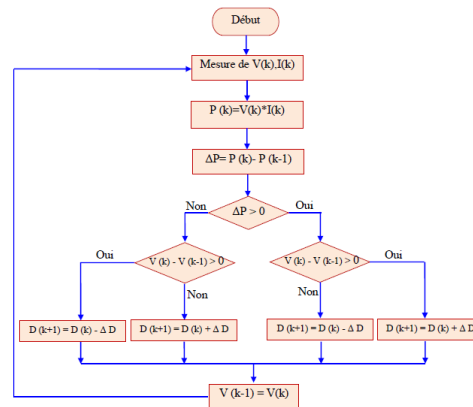 Début
Mesure de V(k),I(k)
P (k)=V(k)*I(k)
ΔP= P (k)- P (k-1)
Non
ΔP > 0
Oui
Oui
V (k) - V (k-1) > 0
Non
V (k) - V (k-1) > 0
Oui
Non
D (k+1) = D (k) - Δ D
D (k+1) = D (k) + Δ D
D (k+1) = D (k) - Δ D
D (k+1) = D (k) + Δ D
V (k-1) = V(k)